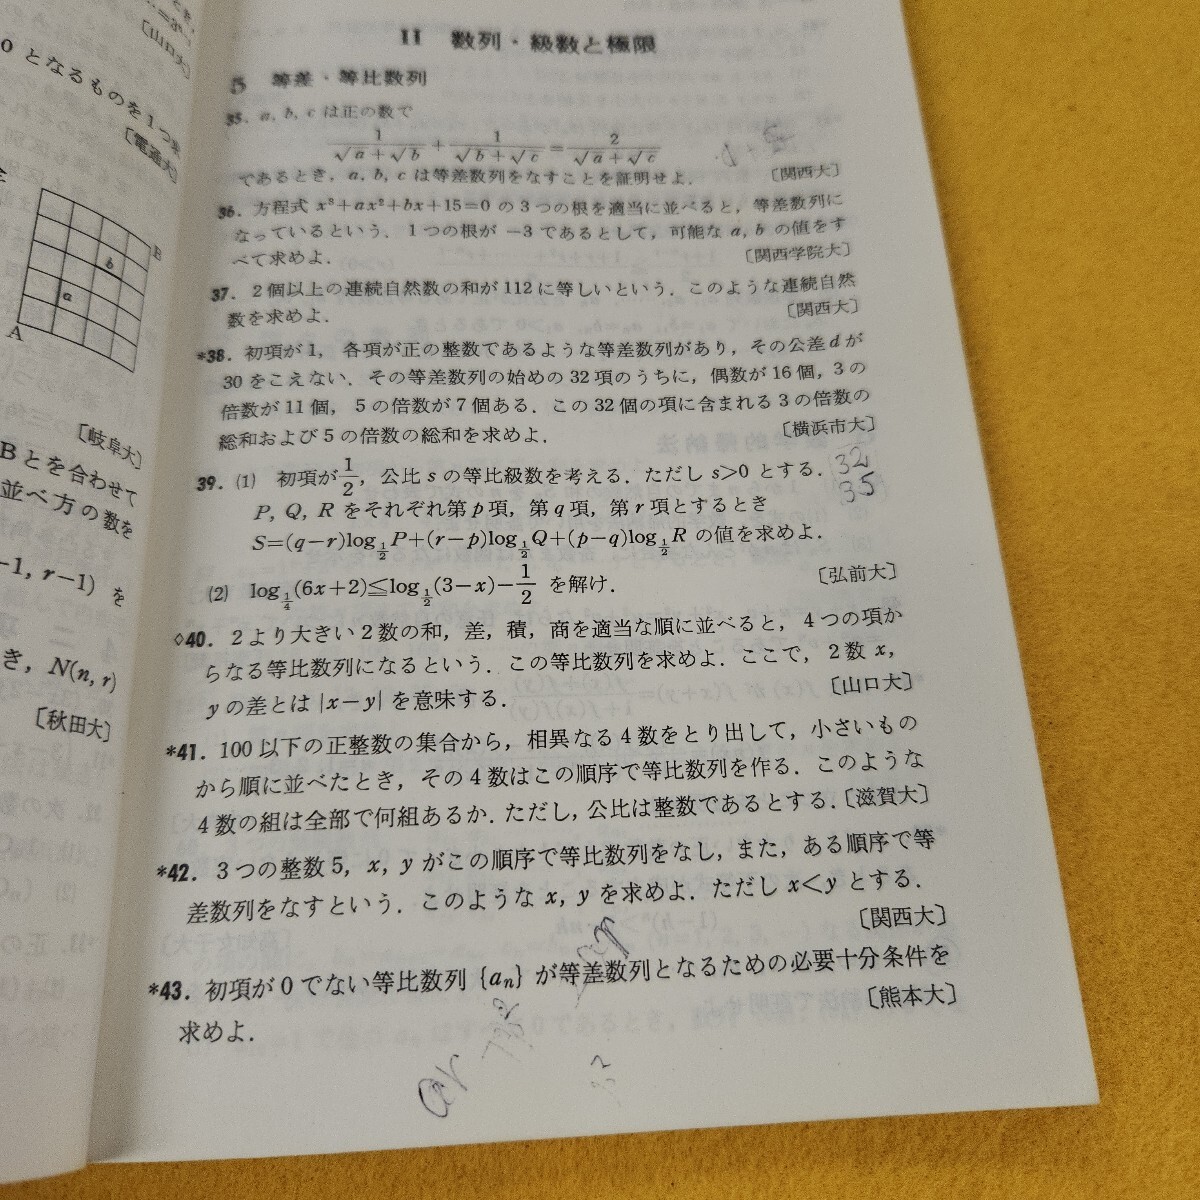 〔山口大〕
0 となるものを1つ求
〔電通大〕
B
b
a
A
〔岐阜大〕
Bとを合わせて
並べ方の数を
-1, r-1) を
き, N(n, r)
〔秋田大〕
II 数列・級数と極限
5 等差・等比数列
35. a, b, c は正の数で
1/(√a+√b) + 1/(√b+√c) = 2/(√a+√c)
であるとき, a, b, c は等差数列をなすことを証明せよ. 〔関西大〕
36. 方程式 x³+ax²+bx+15=0 の3つの根を適当に並べると, 等差数列に
なっているという. 1つの根が −3 であるとして, 可能な a, b の値をす
べて求めよ. 〔関西学院大〕
37. 2個以上の連続自然数の和が112に等しいという. このような連続自然
数を求めよ. 〔関西大〕
*38. 初項が1, 各項が正の整数であるような等差数列があり, その公差 d が
30をこえない. その等差数列の始めの32項のうちに, 偶数が16個, 3の
倍数が11個, 5の倍数が7個ある. この32個の項に含まれる3の倍数の
総和および5の倍数の総和を求めよ. 〔横浜市大〕
32
35
39. (1) 初項が 1/2, 公比 s の等比級数を考える. ただし s>0 とする.
P, Q, R をそれぞれ第 p 項, 第 q 項, 第 r 項とするとき
S=(q−r)log_{1/2}P+(r−p)log_{1/2}Q+(p−q)log_{1/2}R の値を求めよ.
(2) log_{1/4}(6x+2)≦log_{1/2}(3−x)−1/2 を解け. 〔弘前大〕
◇40. 2より大きい2数の和, 差, 積, 商を適当な順に並べると, 4つの項か
らなる等比数列になるという. この等比数列を求めよ. ここで, 2数 x,
y の差とは |x−y| を意味する. 〔山口大〕
*41. 100以下の正整数の集合から, 相異なる4数をとり出して, 小さいもの
から順に並べたとき, その4数はこの順序で等比数列を作る. このような
4数の組は全部で何組あるか. ただし, 公比は整数であるとする. 〔滋賀大〕
*42. 3つの整数 5, x, y がこの順序で等比数列をなし, また, ある順序で等
差数列をなすという. このような x, y を求めよ. ただし x<y とする.
〔関西大〕
*43. 初項が0でない等比数列 {aₙ} が等差数列となるための必要十分条件を
求めよ. 〔熊本大〕
ar